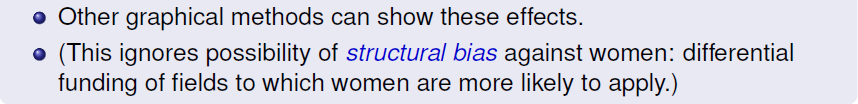 Other graphical methods can show these effects.
(This ignores possibility of structural bias against women: differential
funding of fields to which women are more likely to apply.)